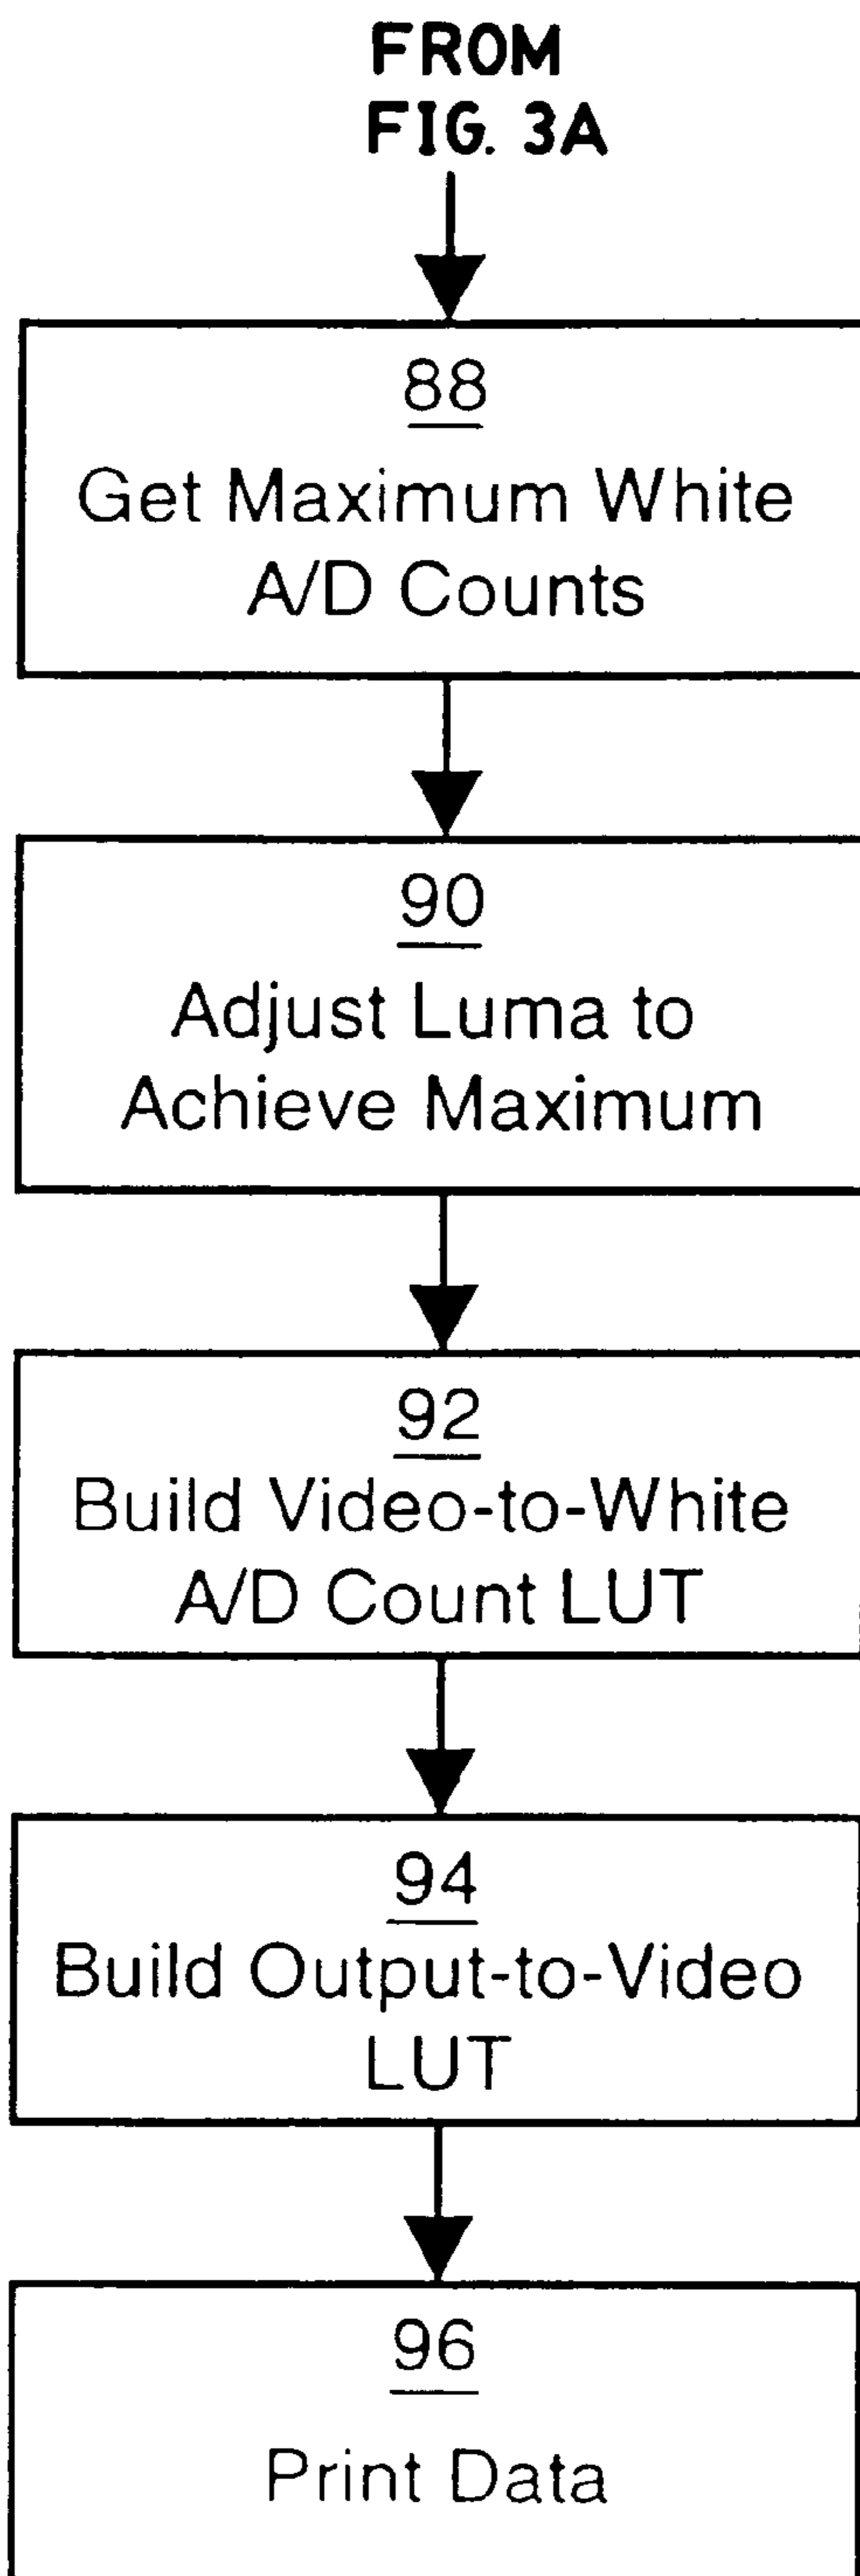 FROM
FIG. 3A
88
Get Maximum White
A/D Counts
90
Adjust Luma to
Achieve Maximum
92
Build Video-to-White
A/D Count LUT
94
Build Output-to-Video
LUT
96
Print Data